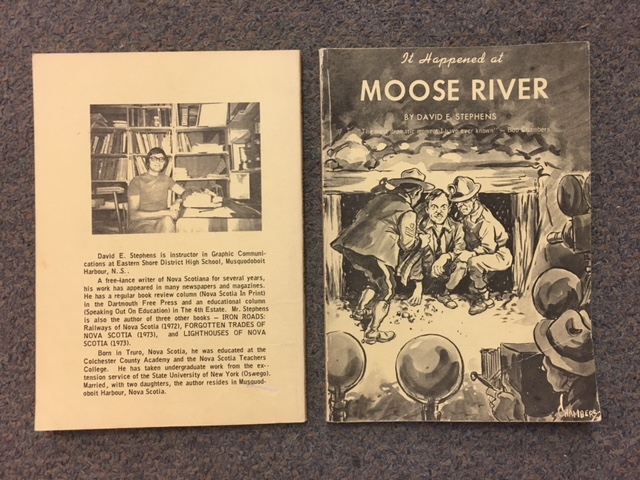 David E. Stephens is instructor in Graphic Communi-
cations at Eastern Shore District High School, Musquodoboit
Harbour, N.S..
A free-lance writer of Nova Scotiana for several years,
his work has appeared in many newspapers and magazines.
He has a regular book review column (Nova Scotia In Print)
in the Dartmouth Free Press and an educational column
(Speaking Out On Education) in The 4th Estate. Mr. Stephens
is also the author of three other books – IRON ROADS:
Railways of Nova Scotia (1972), FORGOTTEN TRADES OF
NOVA SCOTIA (1973), and LIGHTHOUSES OF NOVA
SCOTIA (1973).
Born in Truro, Nova Scotia, he was educated at the
Colchester County Academy and the Nova Scotia Teachers
College. He has taken undergraduate work from the ex--
tension service of the State University of New York (Oswego).
Married, with two daughters, the author resides in Musquod-
oboit Harbour, Nova Scotia.
It Happened at
MOOSE RIVER
BY DAVID E. STEPHENS
'The most dramatic moment I have ever known' – Bob Chambers
CHAMBERS